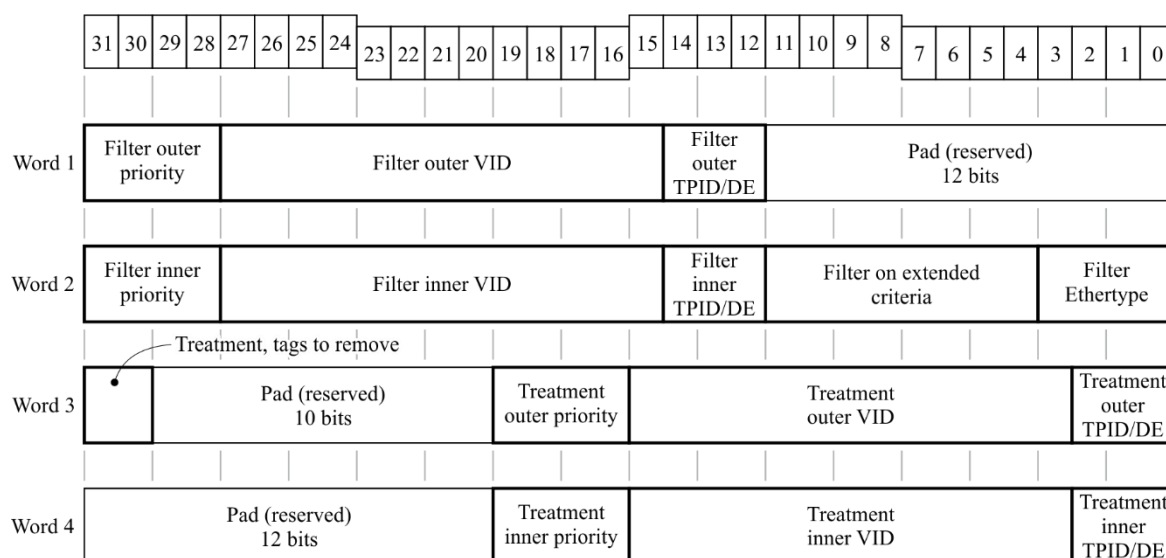 31 30 29 28 27 26 25 24 23 22 21 20 19 18 17 16 15 14 13 12 11 10 9 8 7 6 5 4 3 2 1 0
Word 1
Filter outer
priority
Filter outer VID
Filter
outer
TPID/DE
Pad (reserved)
12 bits
Word 2
Filter inner
priority
Filter inner VID
Filter
inner
TPID/DE
Filter on extended
criteria
Filter
Ethertype
Treatment, tags to remove
Word 3
Pad (reserved)
10 bits
Treatment
outer priority
Treatment
outer VID
Treatment
outer
TPID/DE
Word 4
Pad (reserved)
12 bits
Treatment
inner priority
Treatment
inner VID
Treatment
inner
TPID/DE